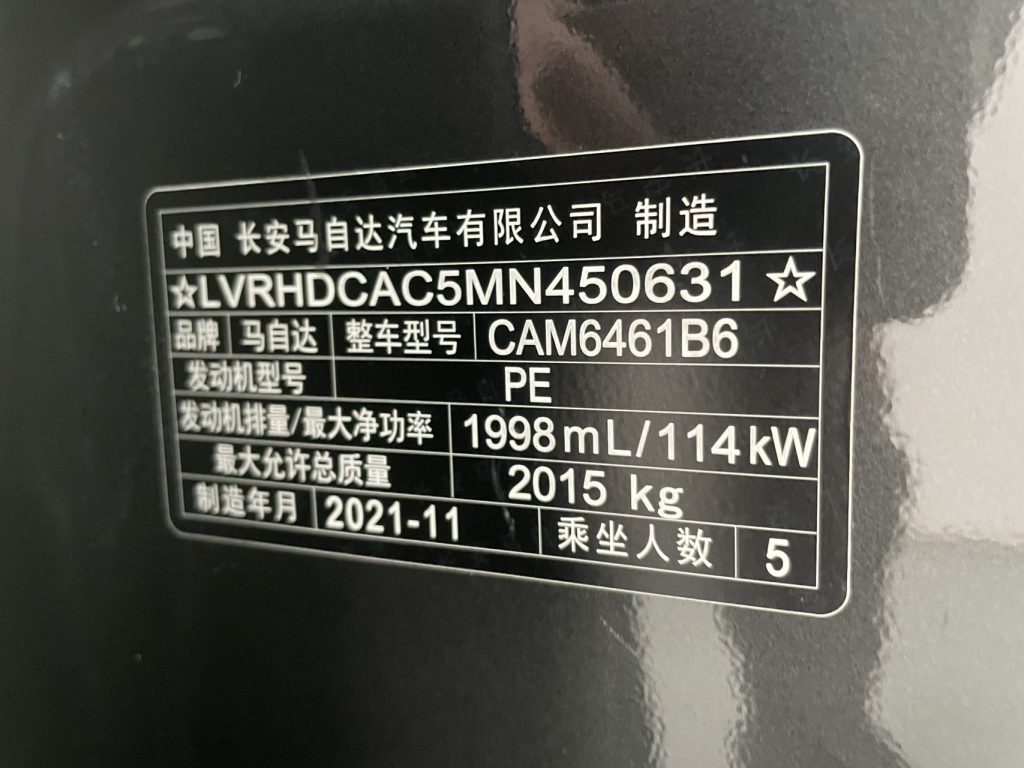 中国 长安马自达汽车有限公司 制造
☆LVRHDCAC5MN450631☆
品牌 马自达 整车型号 CAM6461B6
发动机型号 PE
发动机排量/最大净功率 1998mL/114kW
最大允许总质量 2015 kg
制造年月 2021-11 乘坐人数 5